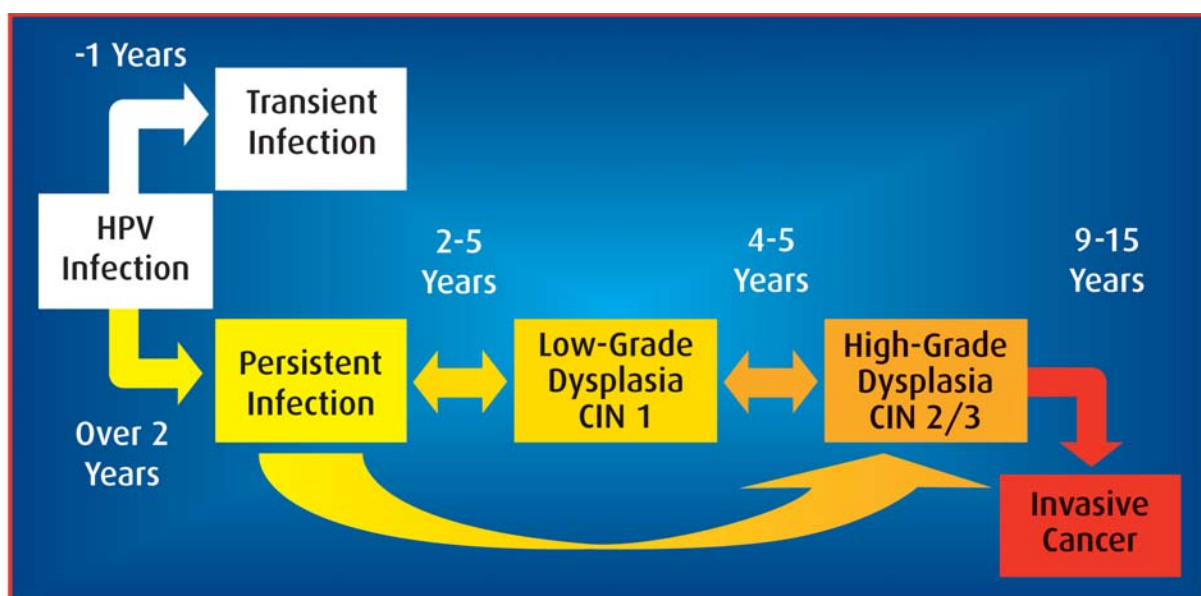 -1 Years
Transient
Infection
HPV
Infection
2-5
Years
4-5
Years
9-15
Years
Persistent
Infection
Low-Grade
Dysplasia
CIN 1
High-Grade
Dysplasia
CIN 2/3
Over 2
Years
Invasive
Cancer